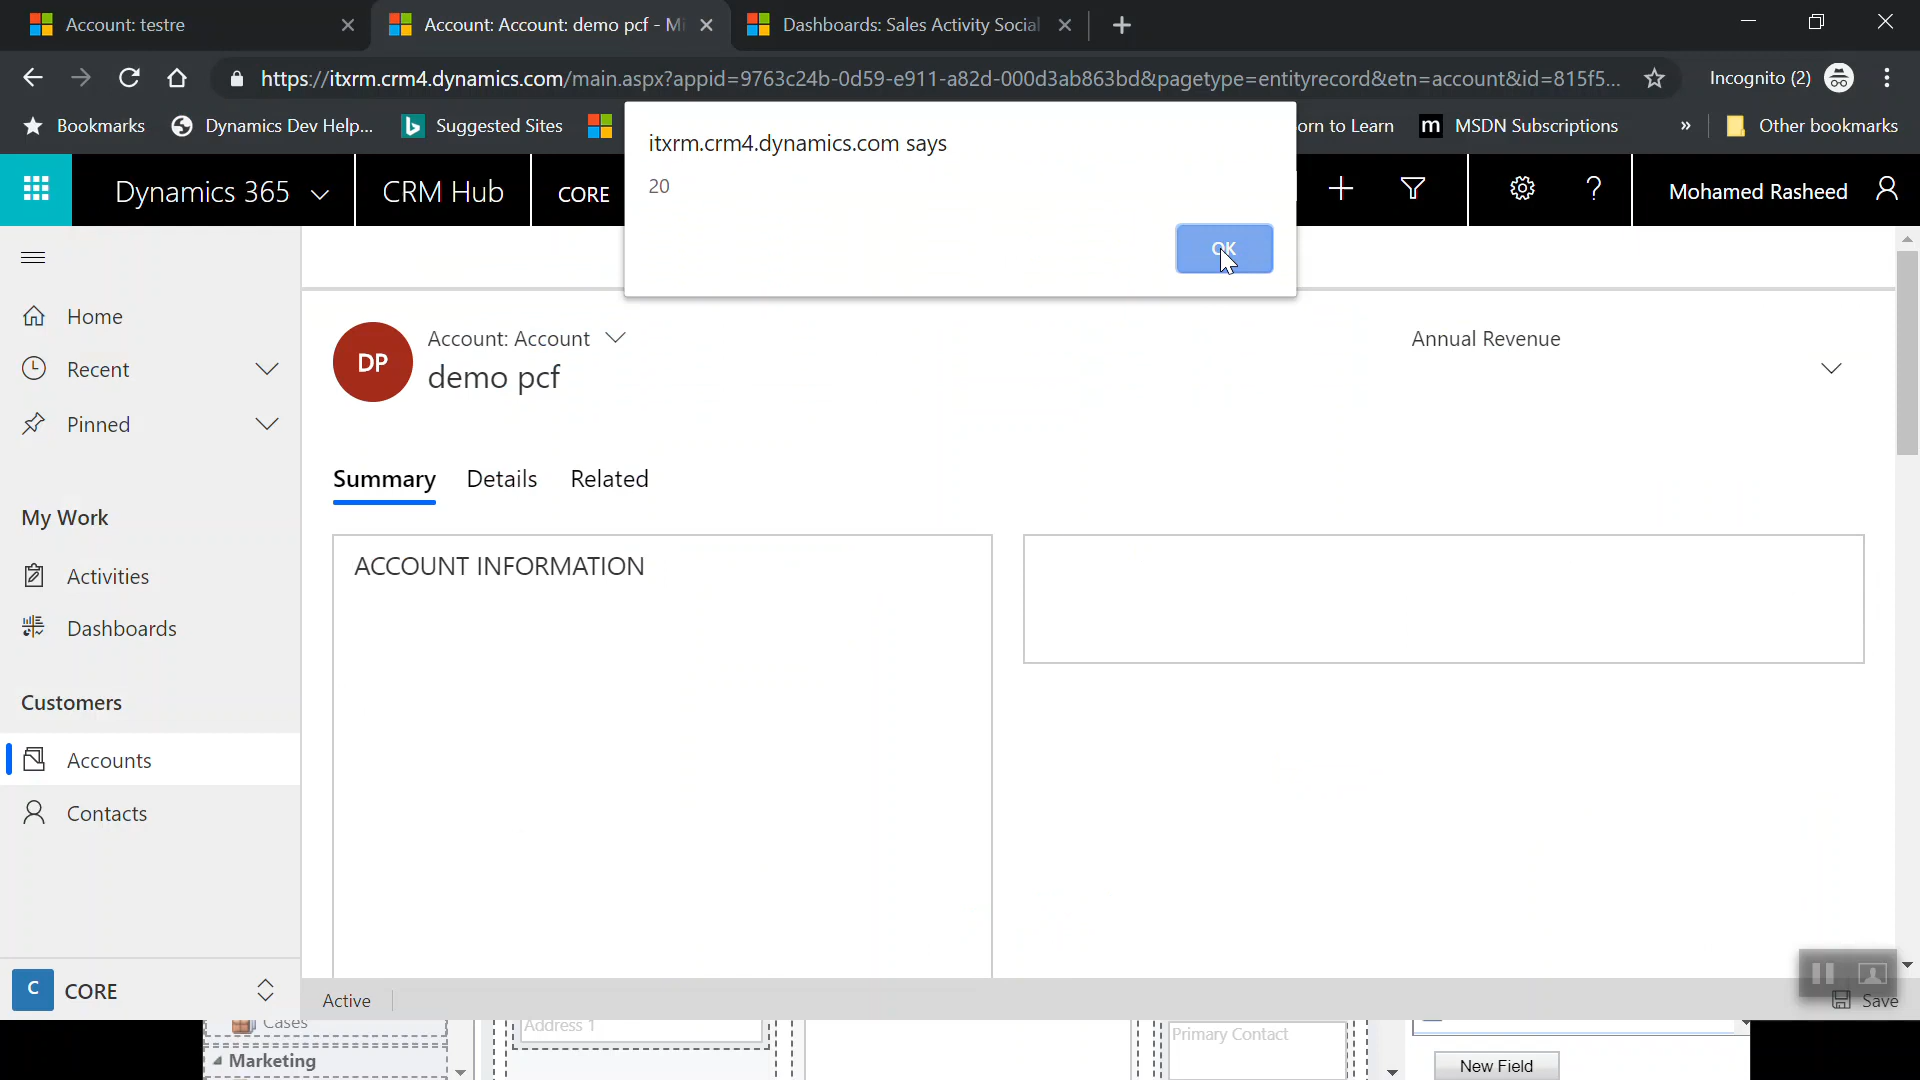 Account: testre
Account: Account: demo pcf - Mi
Dashboards: Sales Activity Social
https://itxrm.crm4.dynamics.com/main.aspx?appid=9763c24b-0d59-e911-a82d-000d3ab863bd&pagetype=entityrecord&etn=account&id=815f5...
Incognito (2)
Bookmarks
Dynamics Dev Help...
Suggested Sites
orn to Learn
m MSDN Subscriptions
»
Other bookmarks
itxrm.crm4.dynamics.com says
20
OK
Dynamics 365
CRM Hub
CORE
?
Mohamed Rasheed
Home
Recent
Pinned
My Work
Activities
Dashboards
Customers
Accounts
Contacts
C CORE
DP
Account: Account
demo pcf
Annual Revenue
Summary
Details
Related
ACCOUNT INFORMATION
Active
Save
Cases
Marketing
Address 1
Primary Contact
New Field